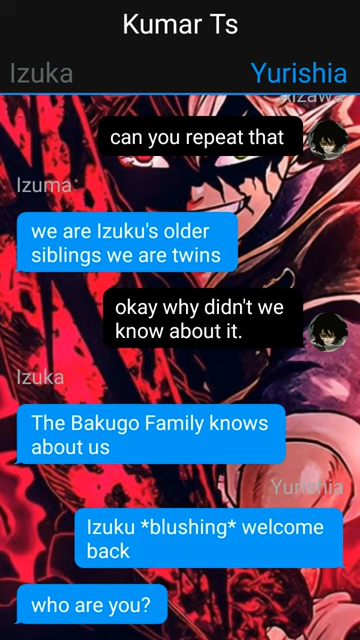 Kumar Ts
Izuka
Yurishia
Aizawa
can you repeat that
Izuma
we are Izuku's older
siblings we are twins
okay why didn't we
know about it.
Izuka
The Bakugo Family knows
about us
Yurishia
Izuku *blushing* welcome
back
who are you?